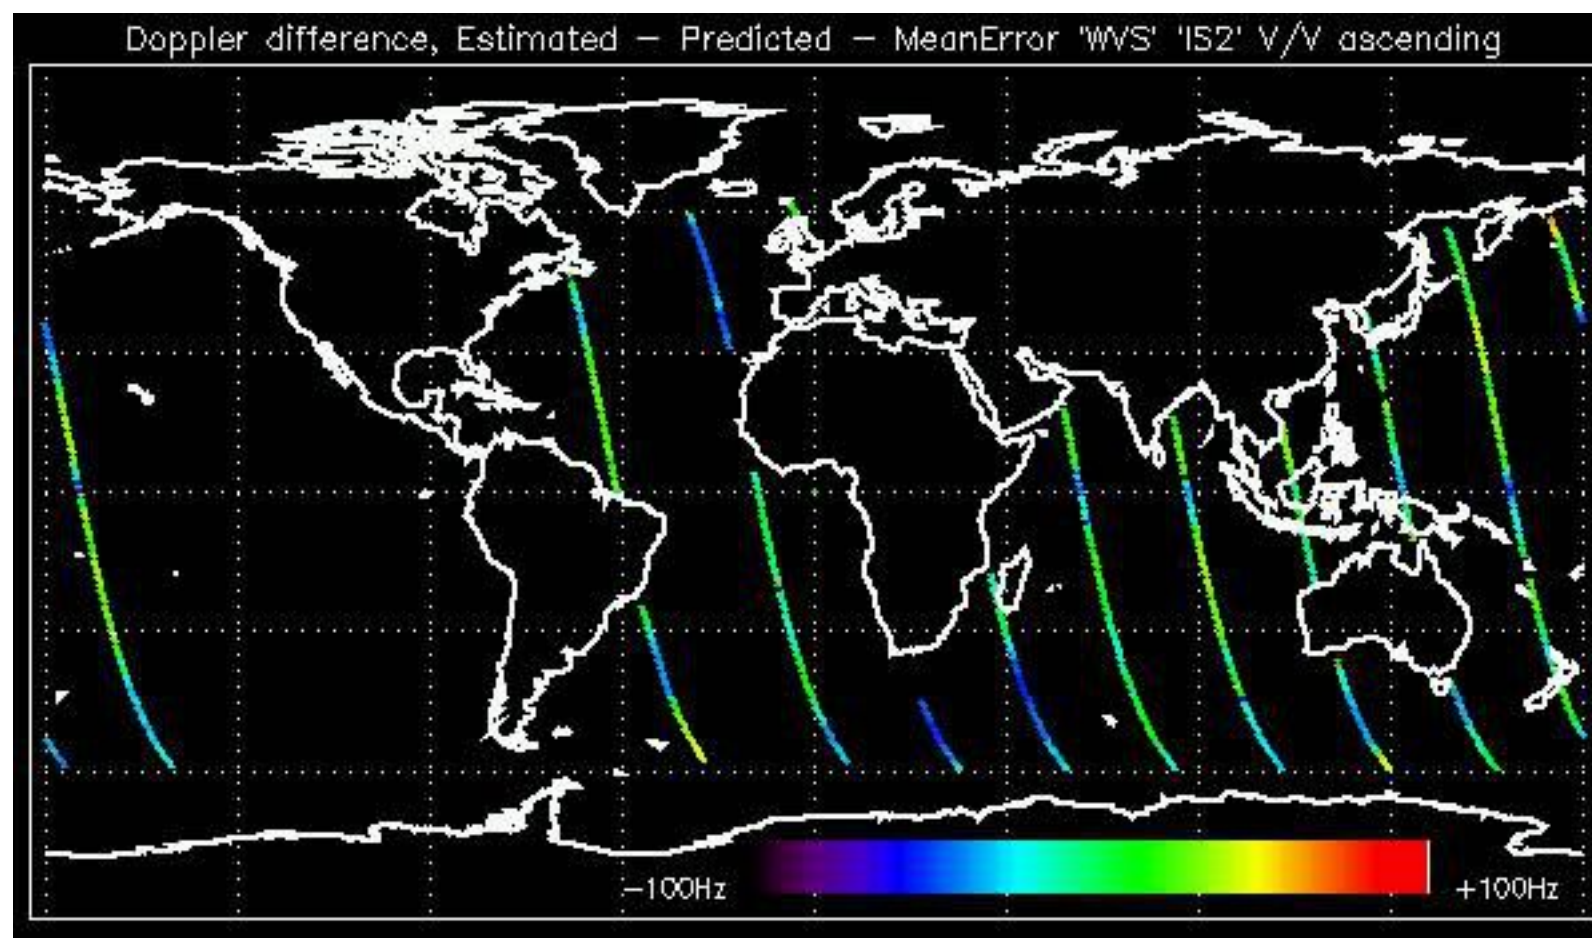 Doppler difference, Estimated – Predicted – MeanError 'WVS' 'IS2' V/V ascending
–100Hz
+100Hz